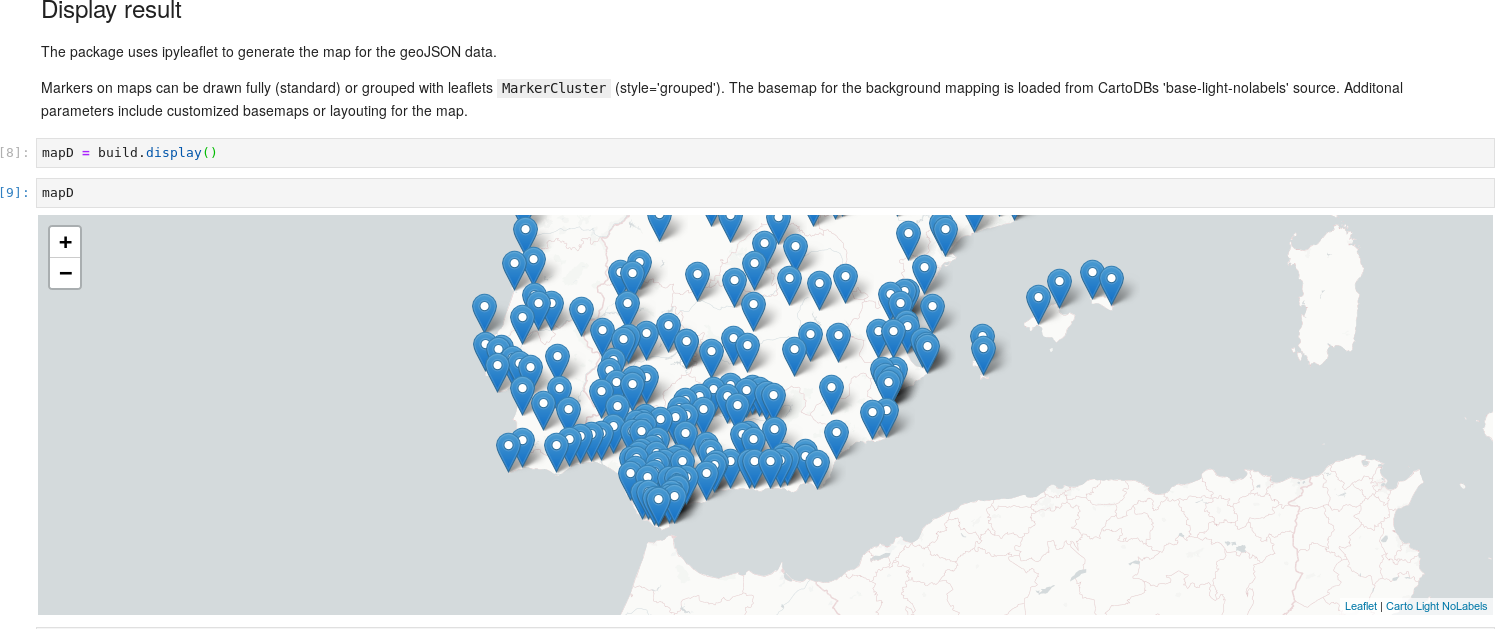 Display result
The package uses ipyleaflet to generate the map for the geoJSON data.
Markers on maps can be drawn fully (standard) or grouped with leaflets MarkerCluster (style='grouped'). The basemap for the background mapping is loaded from CartoDBs 'base-light-nolabels' source. Additonal
parameters include customized basemaps or layouting for the map.
[8]: mapD = build.display()
[9]: mapD
+
−
Leaflet | Carto Light NoLabels